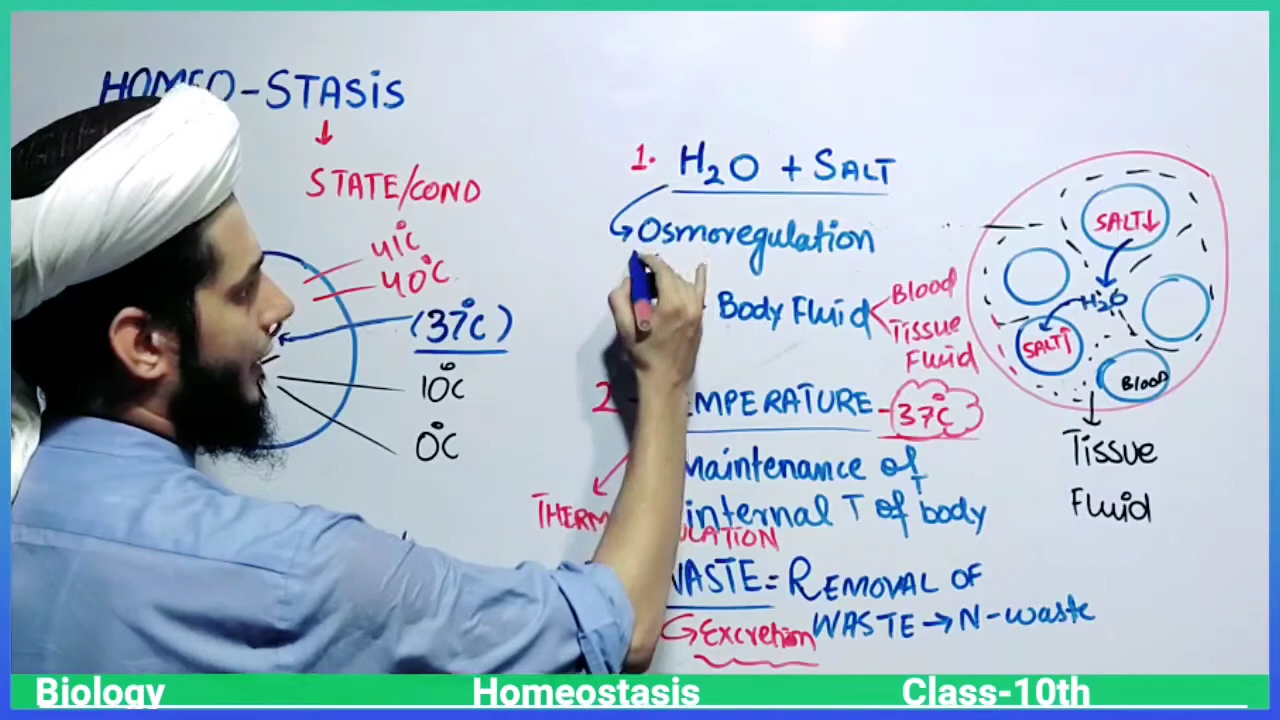 HOMEO-STASIS
STATE/COND
41°C
40°C
(37°C)
10°C
0°C
1. H₂O + SALT
Osmoregulation
Body Fluid
Blood
Tissue
Fluid
2
EMPERATURE - 37°C
maintenance of
internal T of body
THERM ULATION
WASTE = REMOVAL OF
WASTE → N-waste
Excretion
SALT↓
H₂O
SALT↑
Blood
Tissue
Fluid
Biology Homeostasis Class-10th